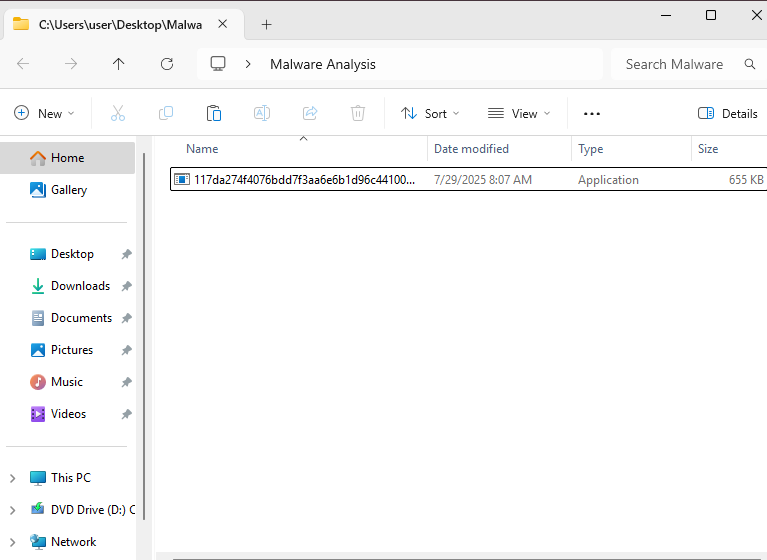 C:\Users\user\Desktop\Malwa
Malware Analysis
Search Malware
New
Sort
View
Details
Name Date modified Type Size
117da274f4076bdd7f3aa6e6b1d96c44100... 7/29/2025 8:07 AM Application 655 KB
Home
Gallery
Desktop
Downloads
Documents
Pictures
Music
Videos
This PC
DVD Drive (D:) C
Network